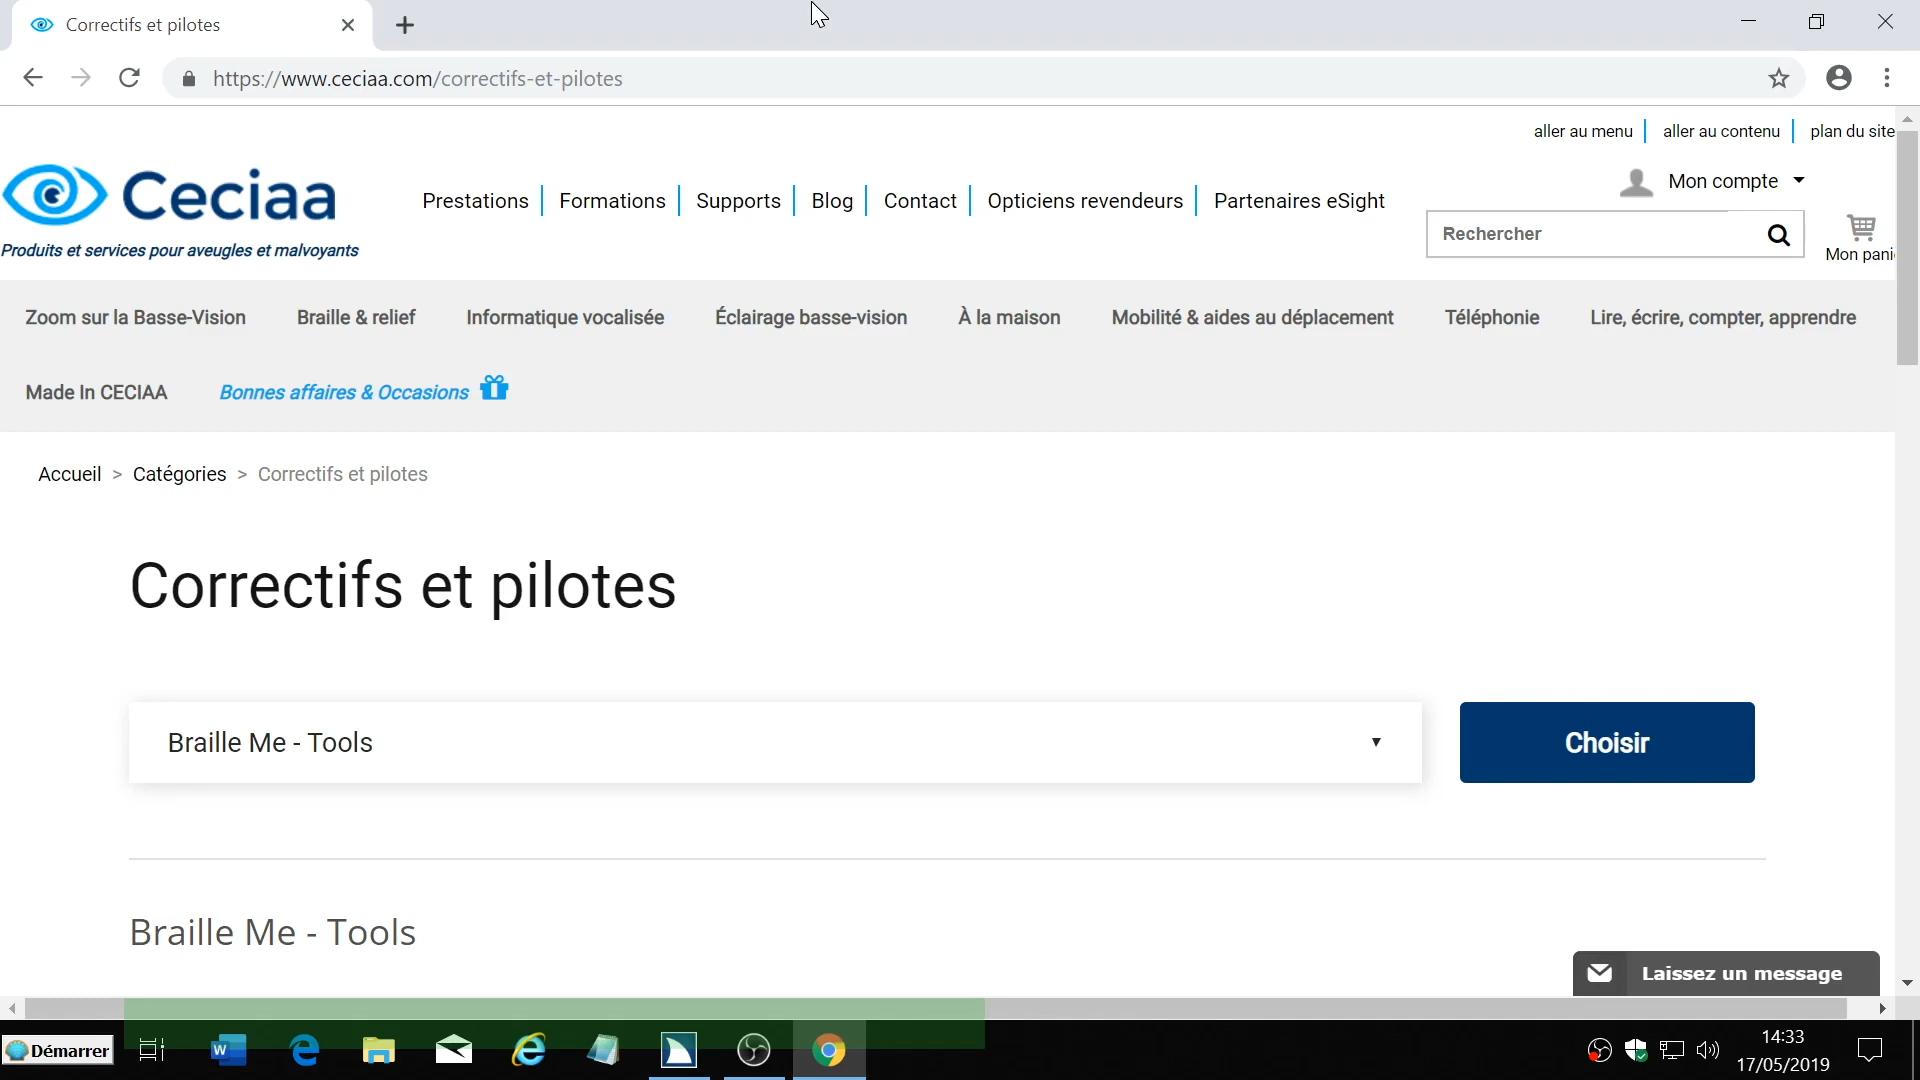 Correctifs et pilotes
https://www.ceciaa.com/correctifs-et-pilotes
aller au menu
aller au contenu
plan du site
Ceciaa
Produits et services pour aveugles et malvoyants
Prestations
Formations
Supports
Blog
Contact
Opticiens revendeurs
Partenaires eSight
Mon compte
Rechercher
Mon pani
Zoom sur la Basse-Vision
Braille & relief
Informatique vocalisée
Éclairage basse-vision
À la maison
Mobilité & aides au déplacement
Téléphonie
Lire, écrire, compter, apprendre
Made In CECIAA
Bonnes affaires & Occasions
Accueil > Catégories > Correctifs et pilotes
Correctifs et pilotes
Braille Me - Tools
Choisir
Braille Me - Tools
Laissez un message
Démarrer
14:33
17/05/2019